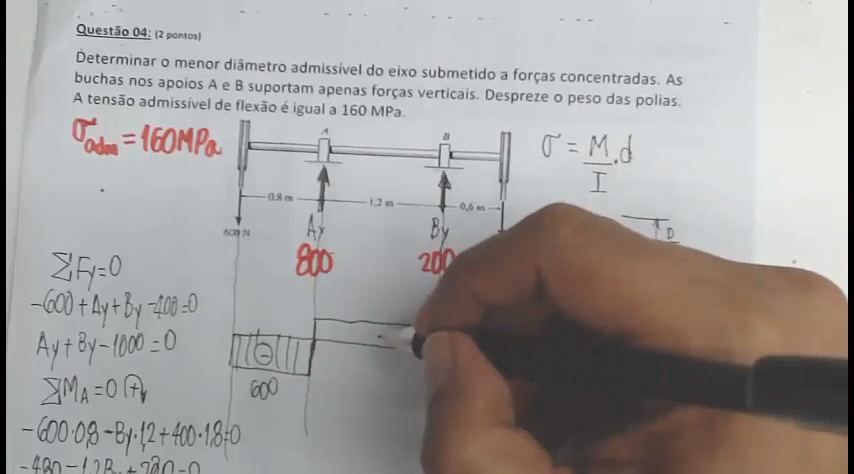 Questão 04: (2 pontos)
Determinar o menor diâmetro admissível do eixo submetido a forças concentradas. As
buchas nos apoios A e B suportam apenas forças verticais. Despreze o peso das polias.
A tensão admissível de flexão é igual a 160 MPa.
σadm = 160MPa
A
B
σ = M.d
I
0,8 m
1,2 m
0,6 m
600 N
Ay
By
D
800
200
ΣFy=0
-600+Ay+By-400=0
Ay+By-1000=0
600
ΣMA=0
-600·0,8-By·1,2+400·1,8=0